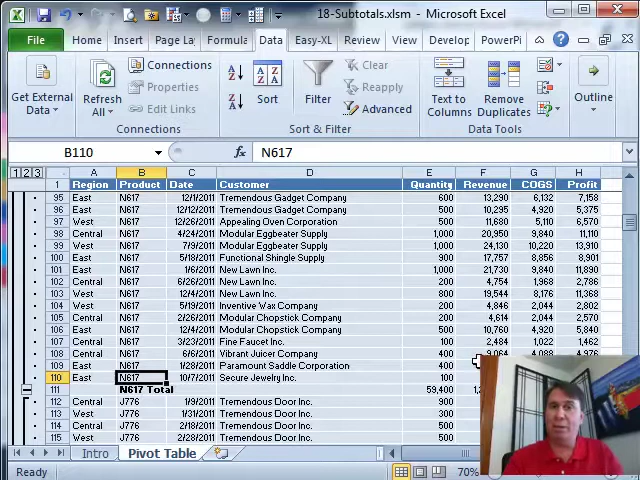 18-Subtotals.xlsm - Microsoft Excel
File Home Insert Page La Formula Data Easy-XL Review View Develop PowerPi
Get External Data
Refresh All
Connections
Properties
Edit Links
Connections
Sort
Filter
Clear
Reapply
Advanced
Sort & Filter
Text to Columns
Remove Duplicates
Data Tools
Outline
B110 fx N617
1 2 3 A B C D E F G H
1 Region Product Date Customer Quantity Revenue COGS Profit
95 East N617 12/1/2011 Tremendous Gadget Company 600 13,290 6,132 7,158
96 East N617 12/12/2011 Tremendous Gadget Company 500 10,295 4,920 5,375
97 West N617 12/22/2011 Appealing Oven Corporation 500 11,680 5,110 6,570
98 Central N617 4/24/2011 Modular Eggbeater Supply 1,000 20,950 9,840 11,110
99 West N617 7/9/2011 Modular Eggbeater Supply 1,000 24,130 10,220 13,910
100 East N617 5/18/2011 Functional Shingle Supply 900 17,757 8,856 8,901
101 East N617 1/6/2011 New Lawn Inc. 1,000 21,730 9,840 11,890
102 Central N617 6/26/2011 New Lawn Inc. 200 4,754 1,968 2,786
103 West N617 12/7/2011 New Lawn Inc. 800 19,544 8,176 11,368
104 West N617 5/19/2011 Inventive Wax Company 200 4,846 2,044 2,802
105 Central N617 2/16/2011 Modular Chopstick Company 200 4,614 2,044 2,570
106 East N617 12/4/2011 Modular Chopstick Company 500 10,760 4,920 5,840
107 Central N617 3/23/2011 Fine Faucet Inc. 100 2,484 1,022 1,462
108 Central N617 6/6/2011 Vibrant Juicer Company 400 9,064 4,088 4,976
109 East N617 1/28/2011 Paramount Saddle Corporation 400
110 East N617 10/7/2011 Secure Jewelry Inc. 100
111 N617 Total 59,400
112 Central J776 1/9/2011 Tremendous Door Inc. 900
113 West J776 1/31/2011 Tremendous Door Inc. 300
114 East J776 2/18/2011 Tremendous Door Inc. 400
115 West J776 2/28/2011 Tremendous Door Inc. 500
Intro Pivot Table
Ready 70%